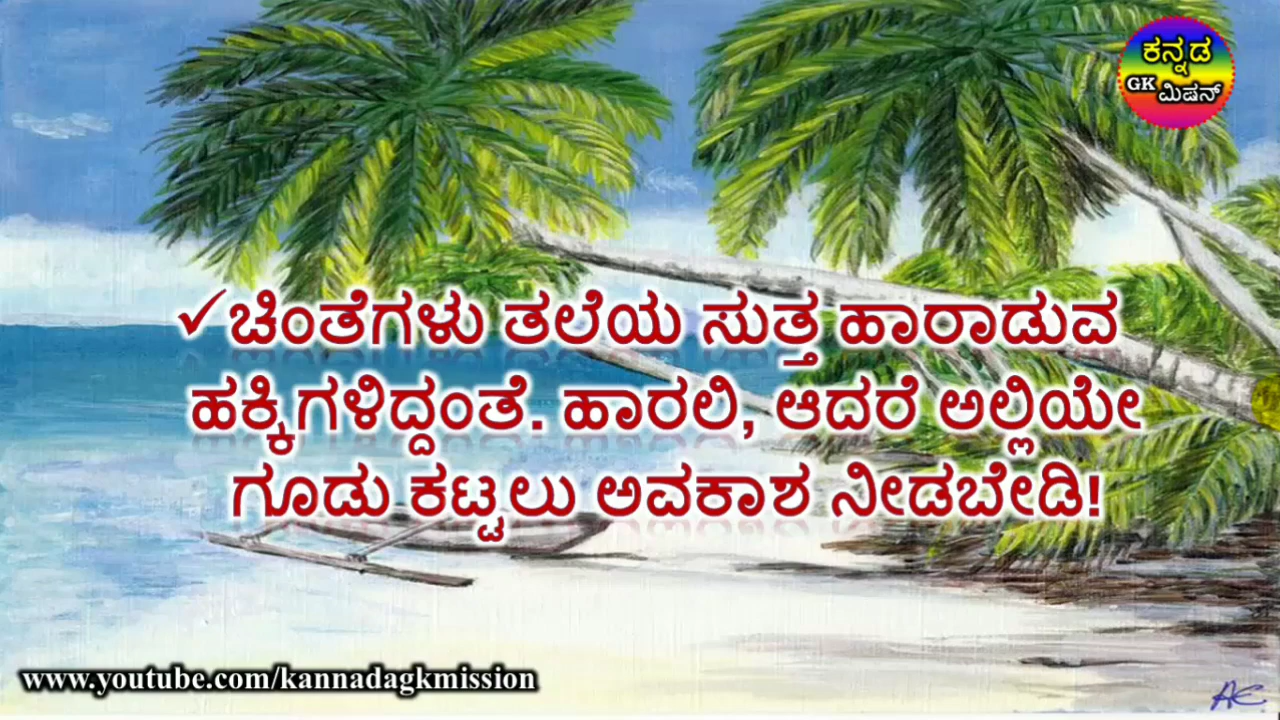 ಕನ್ನಡ
GK ಮಿಷನ್
✓ಚಿಂತೆಗಳು ತಲೆಯ ಸುತ್ತ ಹಾರಾಡುವ
ಹಕ್ಕಿಗಳಿದ್ದಂತೆ. ಹಾರಲಿ, ಆದರೆ ಅಲ್ಲಿಯೇ
ಗೂಡು ಕಟ್ಟಲು ಅವಕಾಶ ನೀಡಬೇಡಿ!
www.youtube.com/kannadagkmission
AE